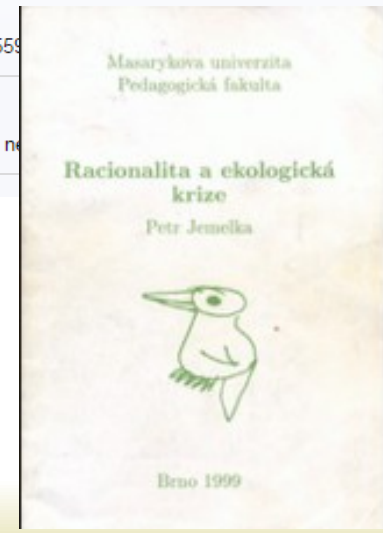 Masarykova univerzita
Pedagogická fakulta
Racionalita a ekologická
krize
Petr Jemelka
Brno 1999